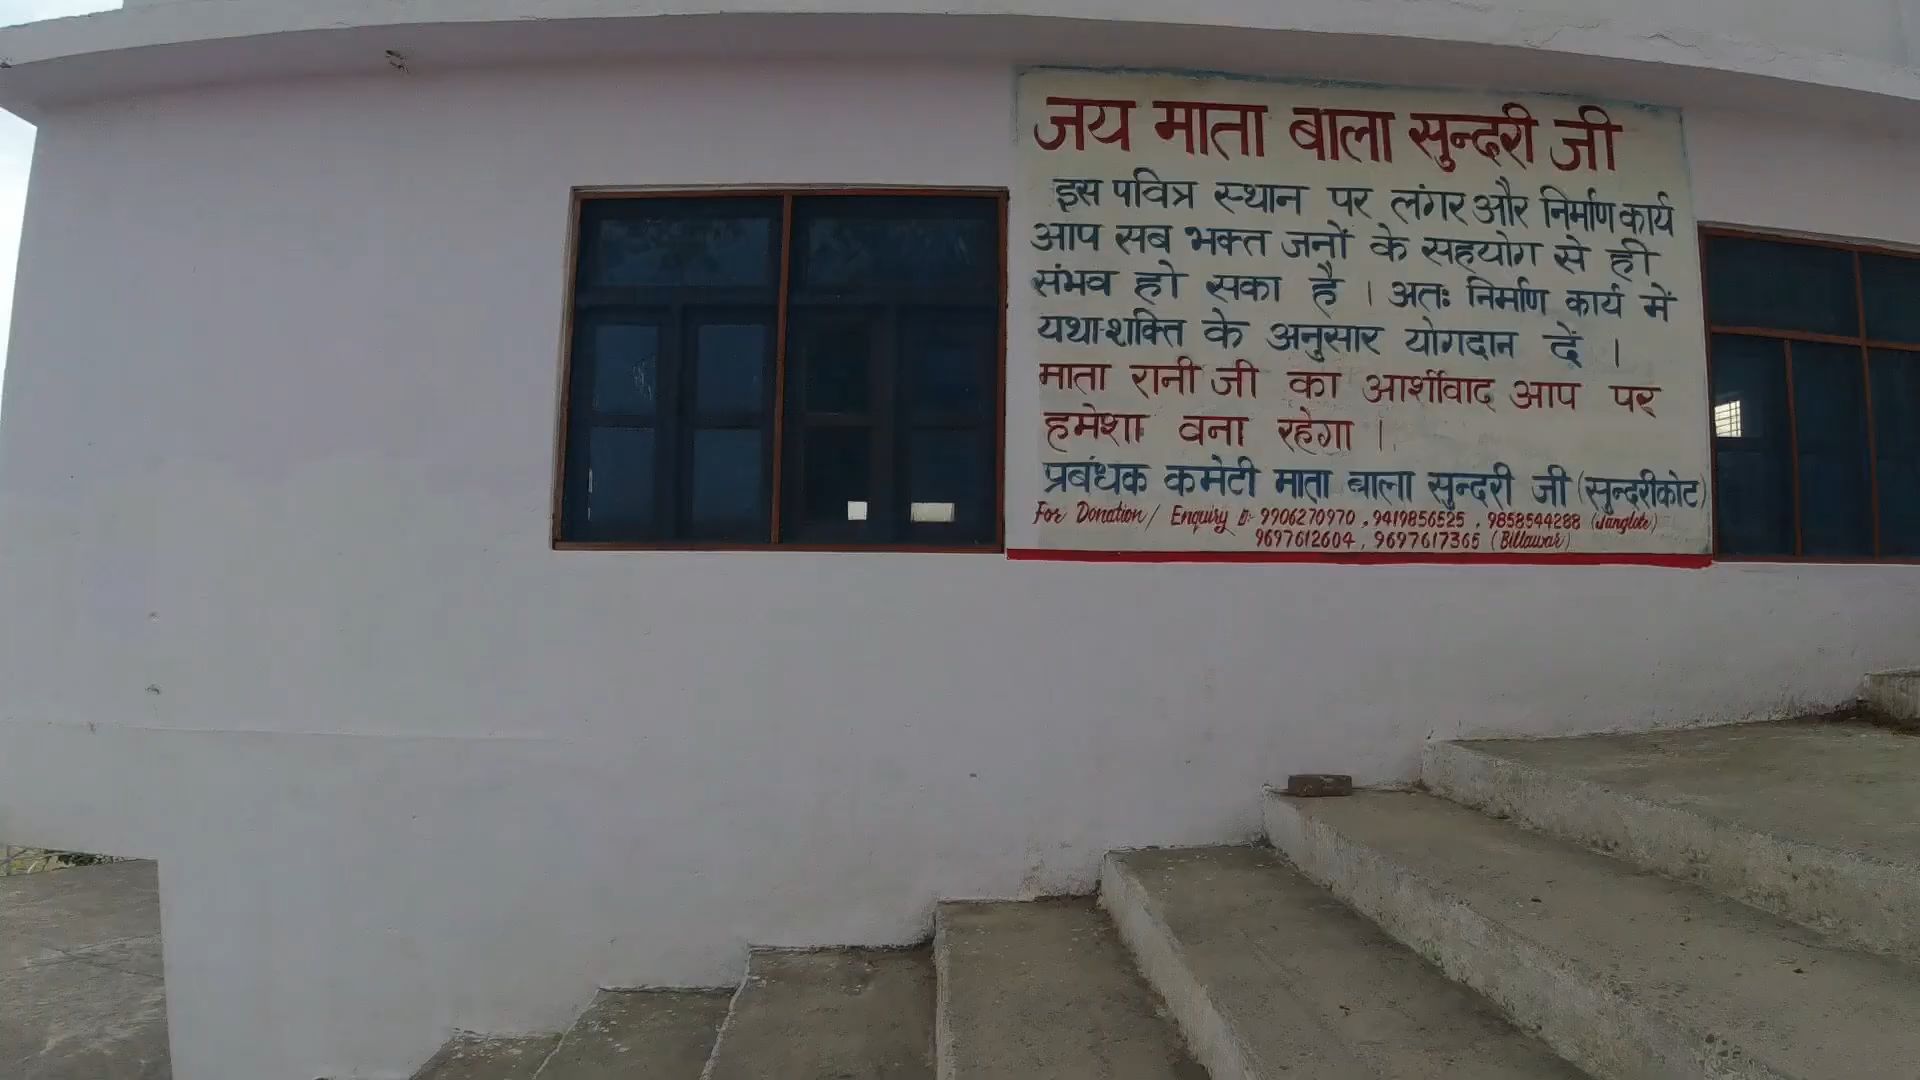 जय माता बाला सुन्दरी जी
इस पवित्र स्थान पर लंगर और निर्माण कार्य
आप सब भक्त जनों के सहयोग से ही
संभव हो सका है । अतः निर्माण कार्य में
यथा-शक्ति के अनुसार योगदान दें ।
माता रानी जी का आर्शीवाद आप पर
हमेशा वना रहेगा ।
प्रबंधक कमेटी माता बाला सुन्दरी जी (सुन्दरीकोट)
For Donation / Enquiry :- 9906270970 , 9419856525 , 9858544288 (Janglote)
9697612604 , 9697617365 (Billawar)